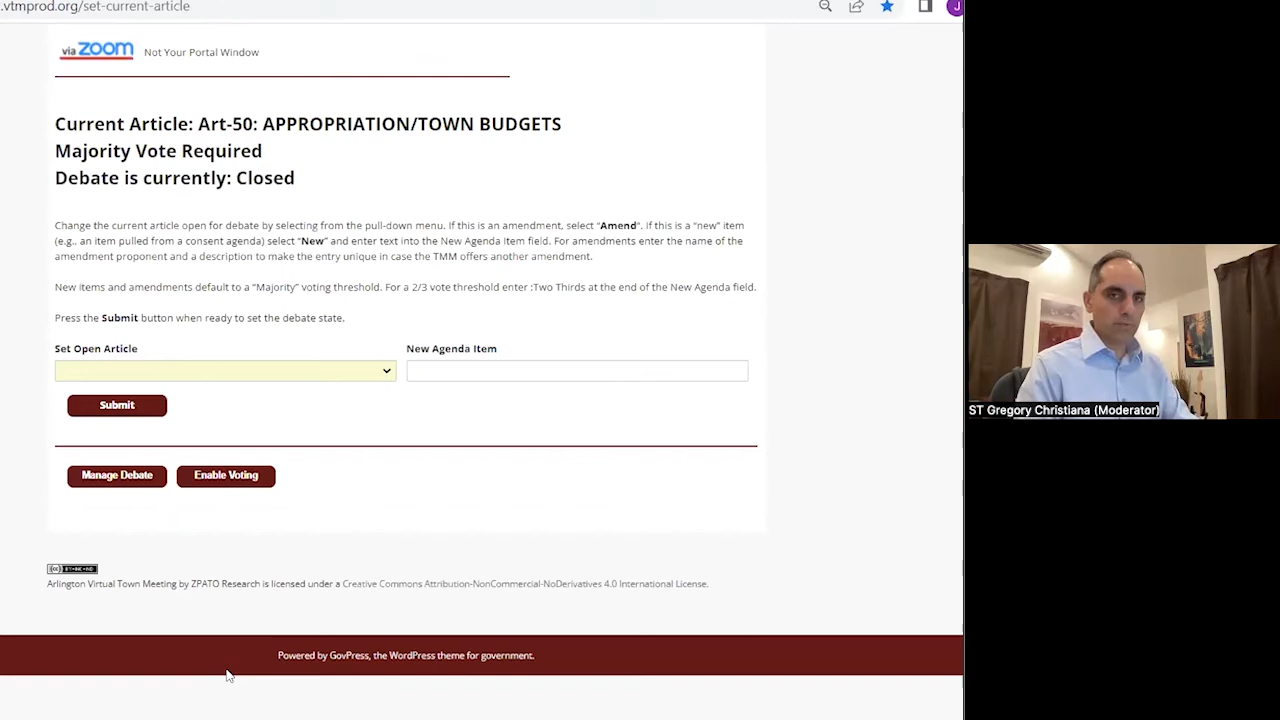 .vtmprod.org/set-current-article
J
via zoom Not Your Portal Window
Current Article: Art-50: APPROPRIATION/TOWN BUDGETS
Majority Vote Required
Debate is currently: Closed
Change the current article open for debate by selecting from the pull-down menu. If this is an amendment, select "Amend". If this is a "new" item
(e.g.. an item pulled from a consent agenda) select "New" and enter text into the New Agenda Item field. For amendments enter the name of the
amendment proponent and a description to make the entry unique in case the TMM offers another amendment.
New items and amendments default to a "Majority" voting threshold. For a 2/3 vote threshold enter :Two Thirds at the end of the New Agenda field.
Press the Submit button when ready to set the debate state.
Set Open Article New Agenda Item
Submit
Manage Debate Enable Voting
ST Gregory Christiana (Moderator)
(cc) BY-NC-ND
Arlington Virtual Town Meeting by ZPATO Research is licensed under a Creative Commons Attribution-NonCommercial-NoDerivatives 4.0 International License.
Powered by GovPress, the WordPress theme for government.